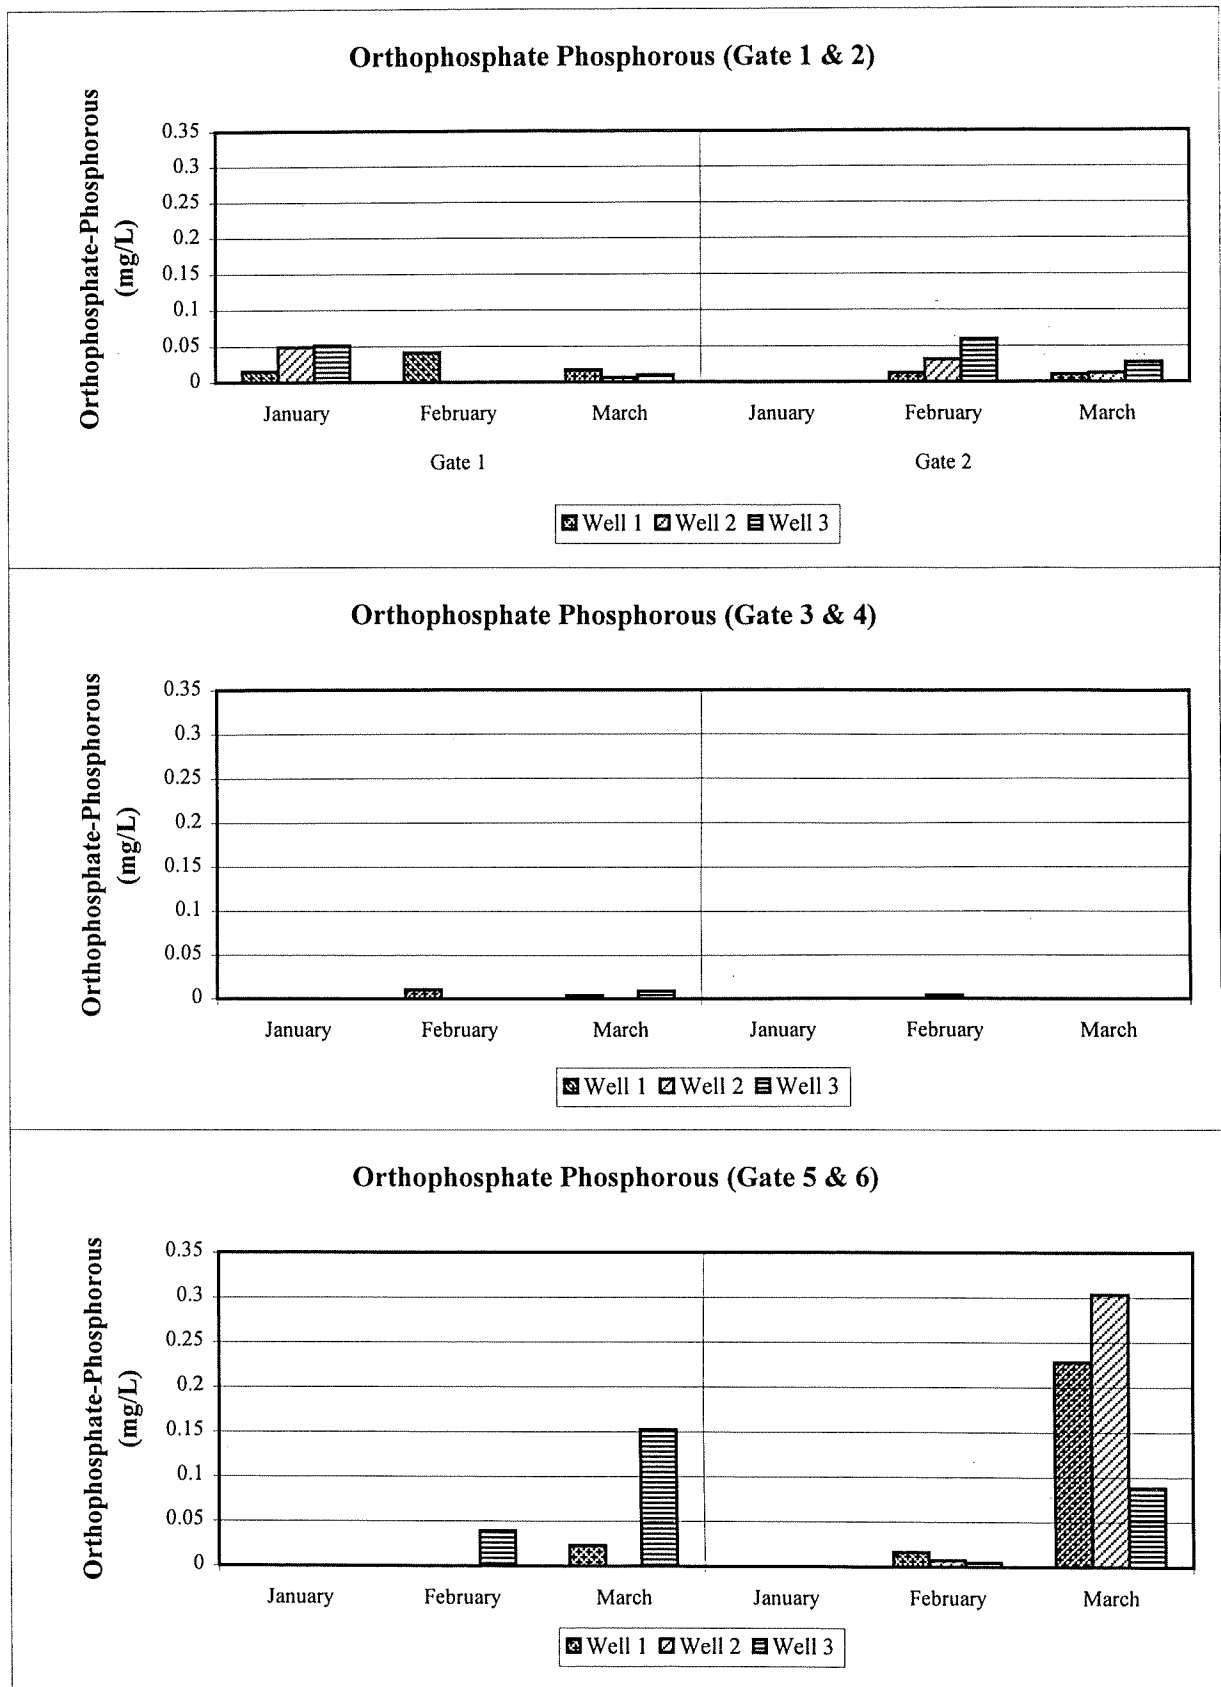 Orthophosphate Phosphorous (Gate 1 & 2)
Orthophosphate-Phosphorous
(mg/L)
0.35
0.3
0.25
0.2
0.15
0.1
0.05
0
January February March January February March
Gate 1 Gate 2
Well 1 Well 2 Well 3
Orthophosphate Phosphorous (Gate 3 & 4)
Orthophosphate-Phosphorous
(mg/L)
0.35
0.3
0.25
0.2
0.15
0.1
0.05
0
January February March January February March
Well 1 Well 2 Well 3
Orthophosphate Phosphorous (Gate 5 & 6)
Orthophosphate-Phosphorous
(mg/L)
0.35
0.3
0.25
0.2
0.15
0.1
0.05
0
January February March January February March
Well 1 Well 2 Well 3